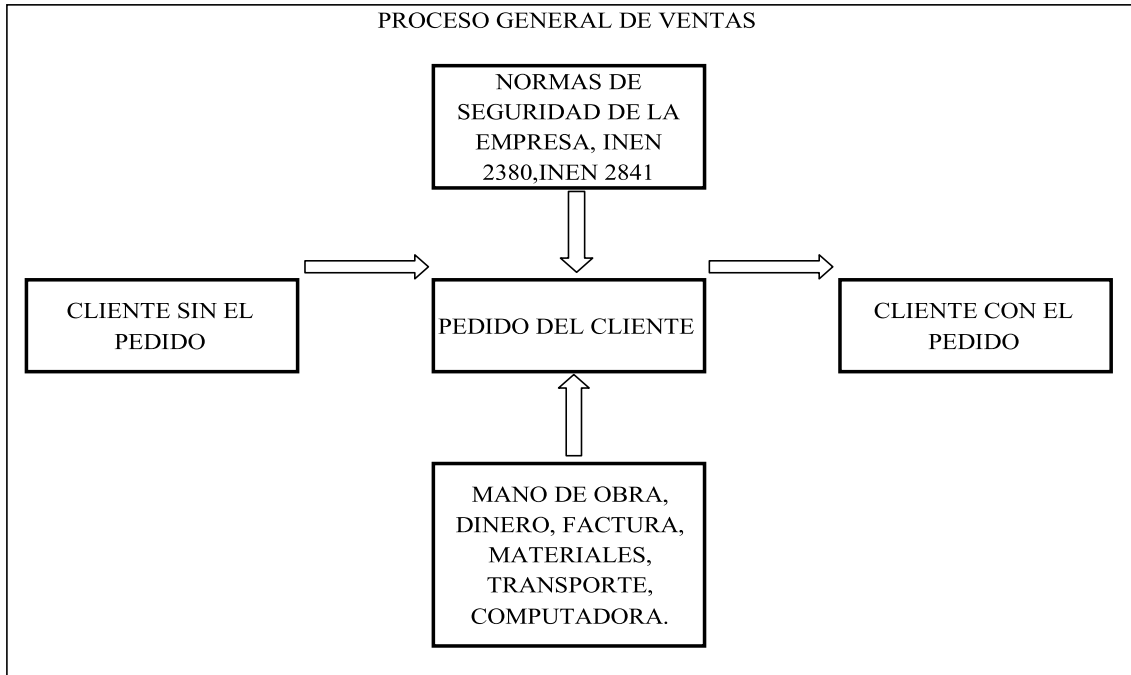 PROCESO GENERAL DE VENTAS
NORMAS DE
SEGURIDAD DE LA
EMPRESA, INEN
2380,INEN 2841
CLIENTE SIN EL
PEDIDO
PEDIDO DEL CLIENTE
CLIENTE CON EL
PEDIDO
MANO DE OBRA,
DINERO, FACTURA,
MATERIALES,
TRANSPORTE,
COMPUTADORA.